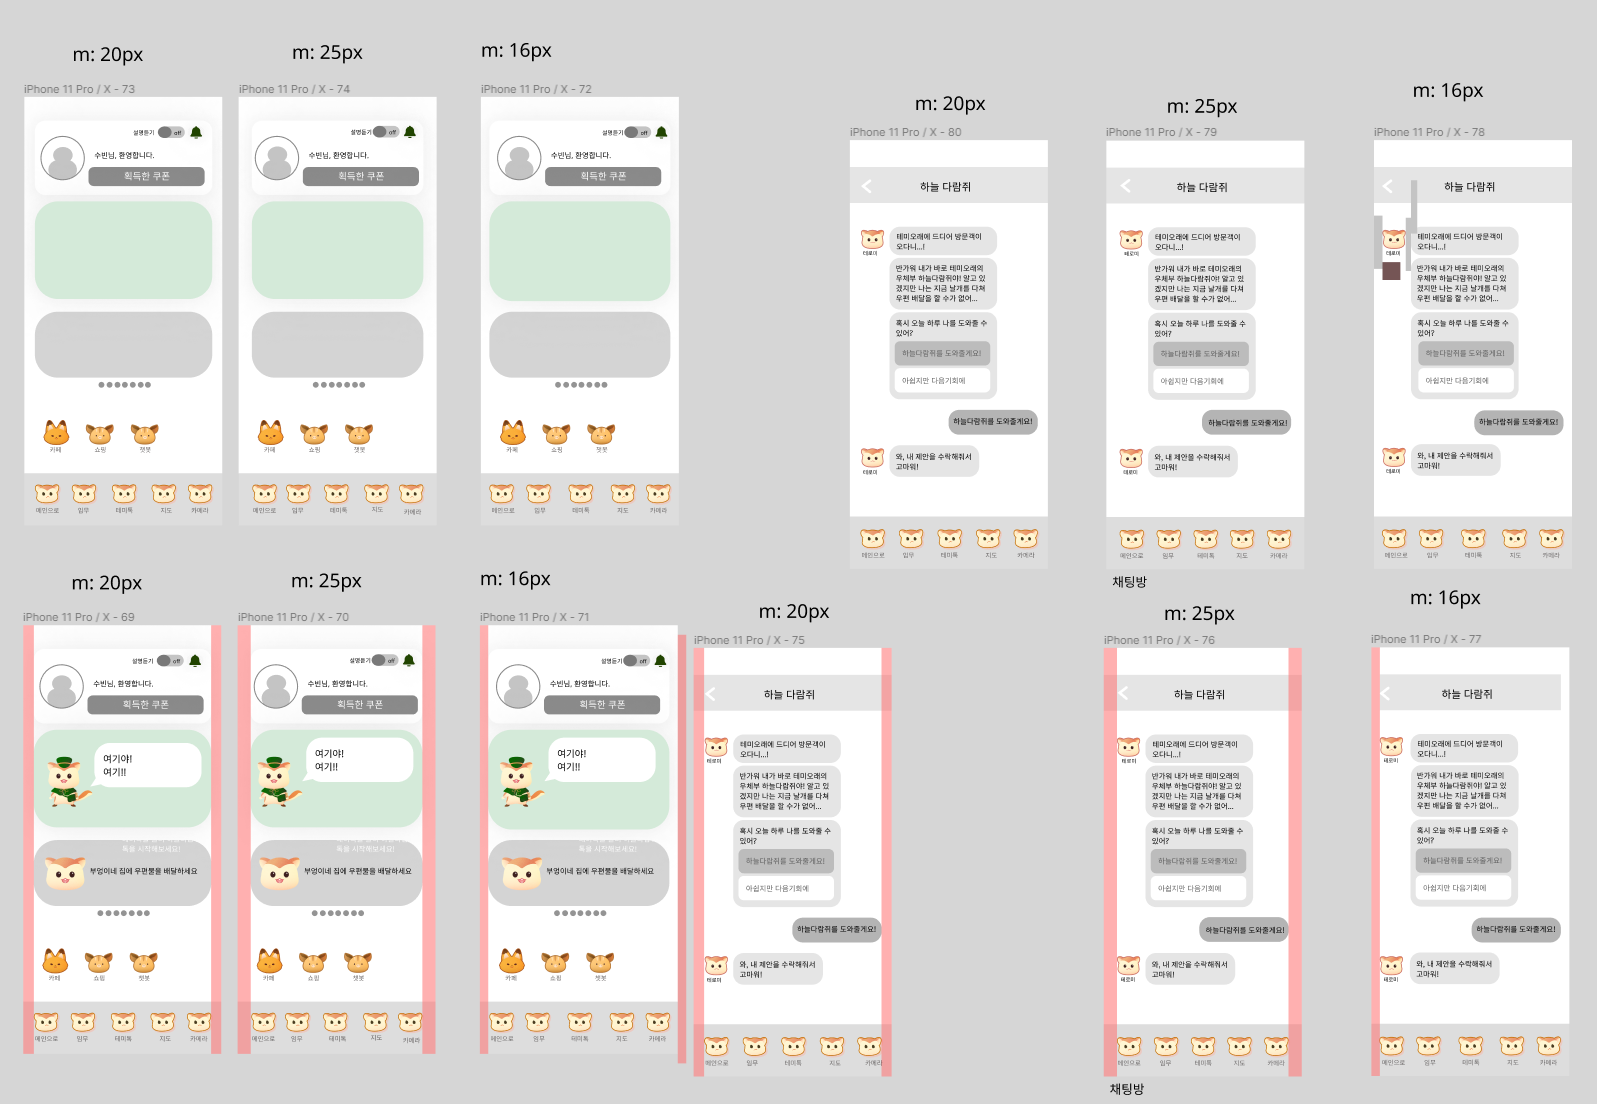 m: 20px
m: 25px
m: 16px
iPhone 11 Pro / X - 73
iPhone 11 Pro / X - 74
iPhone 11 Pro / X - 72
설명듣기 off
수빈님, 환영합니다.
획득한 쿠폰
카페 쇼핑 챗봇
메인으로 임무 테미톡 지도 카메라
설명듣기 off
수빈님, 환영합니다.
획득한 쿠폰
카페 쇼핑 챗봇
메인으로 임무 테미톡 지도 카메라
설명듣기 off
수빈님, 환영합니다.
획득한 쿠폰
카페 쇼핑 챗봇
메인으로 임무 테미톡 지도 카메라
m: 20px
m: 25px
m: 16px
iPhone 11 Pro / X - 80
iPhone 11 Pro / X - 79
iPhone 11 Pro / X - 78
하늘 다람쥐
테미오래에 드디어 방문객이
오다니...!
테로미
반가워 내가 바로 테미오래의
우체부 하늘다람쥐야! 알고 있
겠지만 나는 지금 날개를 다쳐
우편 배달을 할 수가 없어...
혹시 오늘 하루 나를 도와줄 수
있어?
하늘다람쥐를 도와줄게요!
아쉽지만 다음기회에
하늘다람쥐를 도와줄게요!
와, 내 제안을 수락해줘서
고마워!
테로미
메인으로 임무 테미톡 지도 카메라
하늘 다람쥐
테미오래에 드디어 방문객이
오다니...!
테로미
반가워 내가 바로 테미오래의
우체부 하늘다람쥐야! 알고 있
겠지만 나는 지금 날개를 다쳐
우편 배달을 할 수가 없어...
혹시 오늘 하루 나를 도와줄 수
있어?
하늘다람쥐를 도와줄게요!
아쉽지만 다음기회에
하늘다람쥐를 도와줄게요!
와, 내 제안을 수락해줘서
고마워!
테로미
메인으로 임무 테미톡 지도 카메라
채팅방
하늘 다람쥐
테미오래에 드디어 방문객이
오다니...!
테로미
반가워 내가 바로 테미오래의
우체부 하늘다람쥐야! 알고 있
겠지만 나는 지금 날개를 다쳐
우편 배달을 할 수가 없어...
혹시 오늘 하루 나를 도와줄 수
있어?
하늘다람쥐를 도와줄게요!
아쉽지만 다음기회에
하늘다람쥐를 도와줄게요!
와, 내 제안을 수락해줘서
고마워!
테로미
메인으로 임무 테미톡 지도 카메라
m: 20px
m: 25px
m: 16px
iPhone 11 Pro / X - 69
iPhone 11 Pro / X - 70
iPhone 11 Pro / X - 71
설명듣기 off
수빈님, 환영합니다.
획득한 쿠폰
여기야!
여기!!
톡을 시작해보세요!
부엉이네 집에 우편물을 배달하세요
카페 쇼핑 챗봇
메인으로 임무 테미톡 지도 카메라
설명듣기 off
수빈님, 환영합니다.
획득한 쿠폰
여기야!
여기!!
톡을 시작해보세요!
부엉이네 집에 우편물을 배달하세요
카페 쇼핑 챗봇
메인으로 임무 테미톡 지도 카메라
설명듣기 off
수빈님, 환영합니다.
획득한 쿠폰
여기야!
여기!!
톡을 시작해보세요!
부엉이네 집에 우편물을 배달하세요
카페 쇼핑 챗봇
메인으로 임무 테미톡 지도 카메라
m: 20px
m: 25px
m: 16px
iPhone 11 Pro / X - 75
iPhone 11 Pro / X - 76
iPhone 11 Pro / X - 77
하늘 다람쥐
테미오래에 드디어 방문객이
오다니...!
테로미
반가워 내가 바로 테미오래의
우체부 하늘다람쥐야! 알고 있
겠지만 나는 지금 날개를 다쳐
우편 배달을 할 수가 없어...
혹시 오늘 하루 나를 도와줄 수
있어?
하늘다람쥐를 도와줄게요!
아쉽지만 다음기회에
하늘다람쥐를 도와줄게요!
와, 내 제안을 수락해줘서
고마워!
테로미
메인으로 임무 테미톡 지도 카메라
하늘 다람쥐
테미오래에 드디어 방문객이
오다니...!
테로미
반가워 내가 바로 테미오래의
우체부 하늘다람쥐야! 알고 있
겠지만 나는 지금 날개를 다쳐
우편 배달을 할 수가 없어...
혹시 오늘 하루 나를 도와줄 수
있어?
하늘다람쥐를 도와줄게요!
아쉽지만 다음기회에
하늘다람쥐를 도와줄게요!
와, 내 제안을 수락해줘서
고마워!
테로미
메인으로 임무 테미톡 지도 카메라
채팅방
하늘 다람쥐
테미오래에 드디어 방문객이
오다니...!
테로미
반가워 내가 바로 테미오래의
우체부 하늘다람쥐야! 알고 있
겠지만 나는 지금 날개를 다쳐
우편 배달을 할 수가 없어...
혹시 오늘 하루 나를 도와줄 수
있어?
하늘다람쥐를 도와줄게요!
아쉽지만 다음기회에
하늘다람쥐를 도와줄게요!
와, 내 제안을 수락해줘서
고마워!
테로미
메인으로 임무 테미톡 지도 카메라